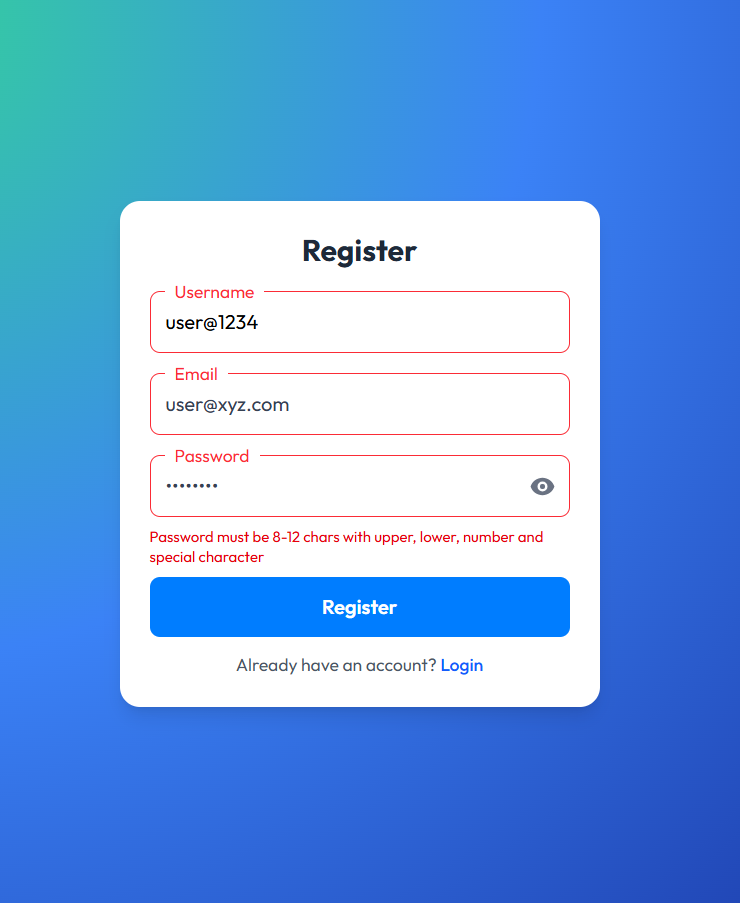 Register
Username
user@1234
Email
user@xyz.com
Password
••••••••
Password must be 8-12 chars with upper, lower, number and
special character
Register
Already have an account? Login